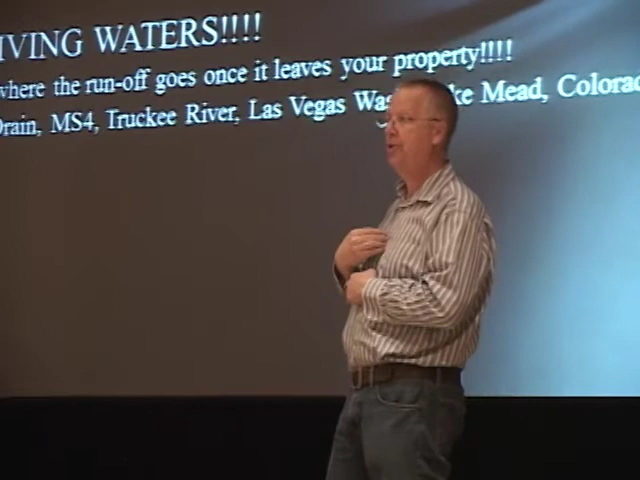 IVING WATERS!!!!
where the run-off goes once it leaves your property!!!!
Drain, MS4, Truckee River, Las Vegas Was ke Mead, Colorad